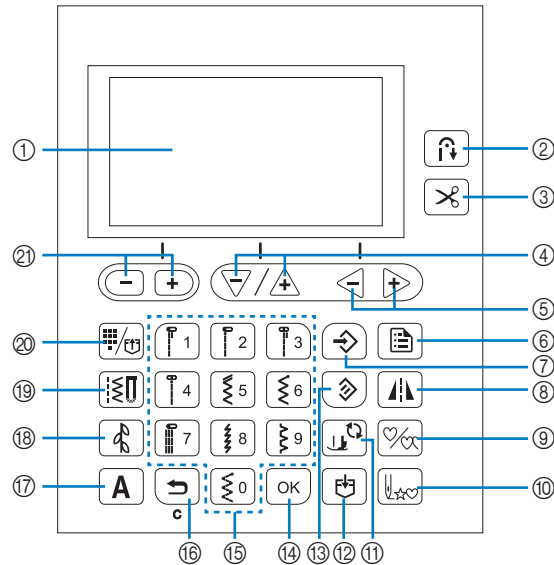 ① ②
③
㉑ ④
− + − / + − +
⑤
⑳ 1 2 3 ⑥
⑦
⑲ 4 5 6 ⑧
⑱ 7 8 9 ⑨
⑰ A 0 OK ⑩
C
⑯ ⑮ ⑭ ⑬ ⑫ ⑪